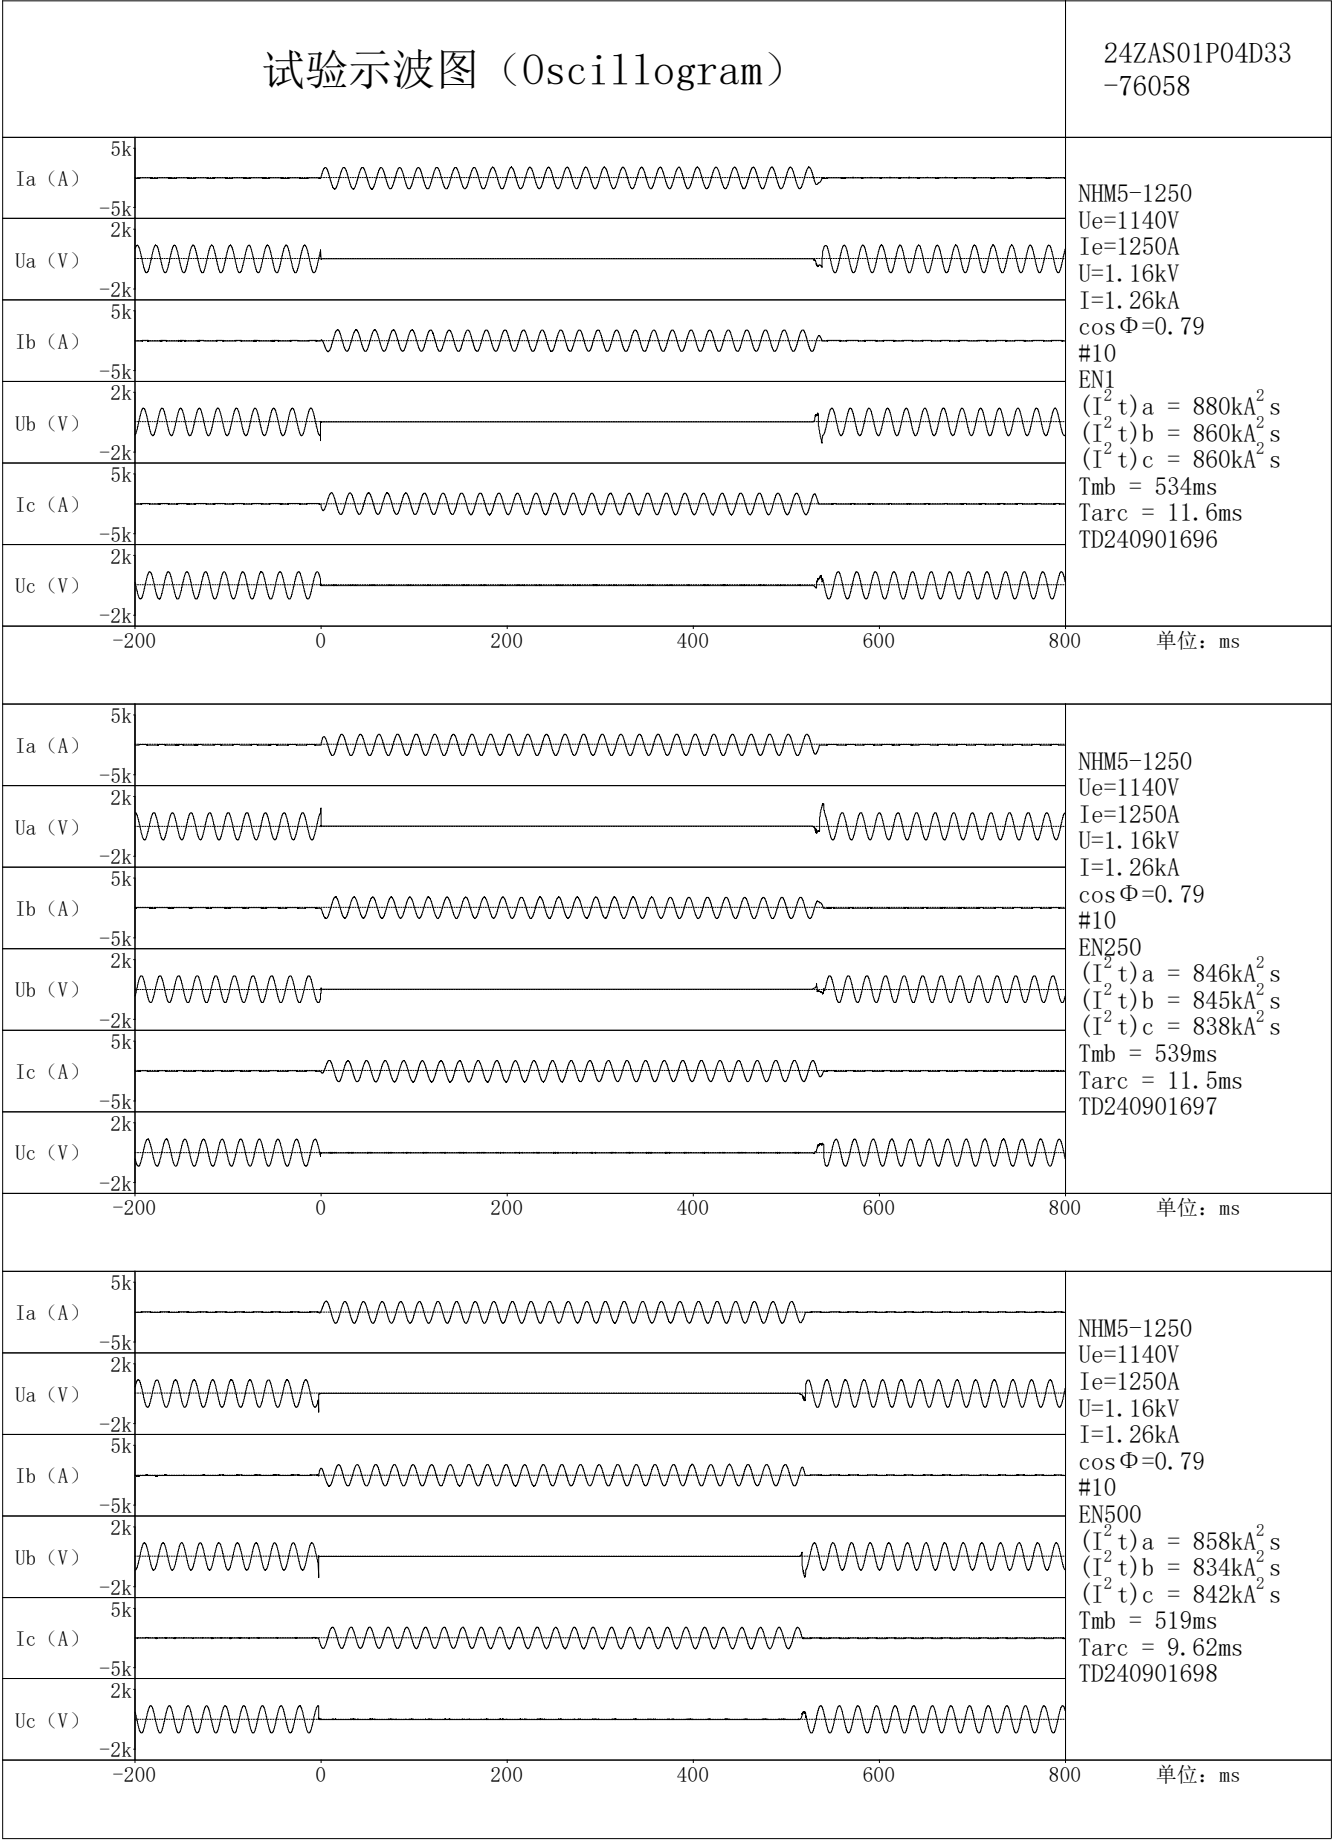 试验示波图（Oscillogram）
24ZAS01P04D33
-76058
5k
Ia（A）
-5k
2k
Ua（V）
-2k
5k
Ib（A）
-5k
2k
Ub（V）
-2k
5k
Ic（A）
-5k
2k
Uc（V）
-2k
-200 0 200 400 600 800 单位：ms
NHM5-1250
Ue=1140V
Ie=1250A
U=1.16kV
I=1.26kA
cosΦ=0.79
#10
EN1
(I²t)a = 880kA²s
(I²t)b = 860kA²s
(I²t)c = 860kA²s
Tmb = 534ms
Tarc = 11.6ms
TD240901696
5k
Ia（A）
-5k
2k
Ua（V）
-2k
5k
Ib（A）
-5k
2k
Ub（V）
-2k
5k
Ic（A）
-5k
2k
Uc（V）
-2k
-200 0 200 400 600 800 单位：ms
NHM5-1250
Ue=1140V
Ie=1250A
U=1.16kV
I=1.26kA
cosΦ=0.79
#10
EN250
(I²t)a = 846kA²s
(I²t)b = 845kA²s
(I²t)c = 838kA²s
Tmb = 539ms
Tarc = 11.5ms
TD240901697
5k
Ia（A）
-5k
2k
Ua（V）
-2k
5k
Ib（A）
-5k
2k
Ub（V）
-2k
5k
Ic（A）
-5k
2k
Uc（V）
-2k
-200 0 200 400 600 800 单位：ms
NHM5-1250
Ue=1140V
Ie=1250A
U=1.16kV
I=1.26kA
cosΦ=0.79
#10
EN500
(I²t)a = 858kA²s
(I²t)b = 834kA²s
(I²t)c = 842kA²s
Tmb = 519ms
Tarc = 9.62ms
TD240901698